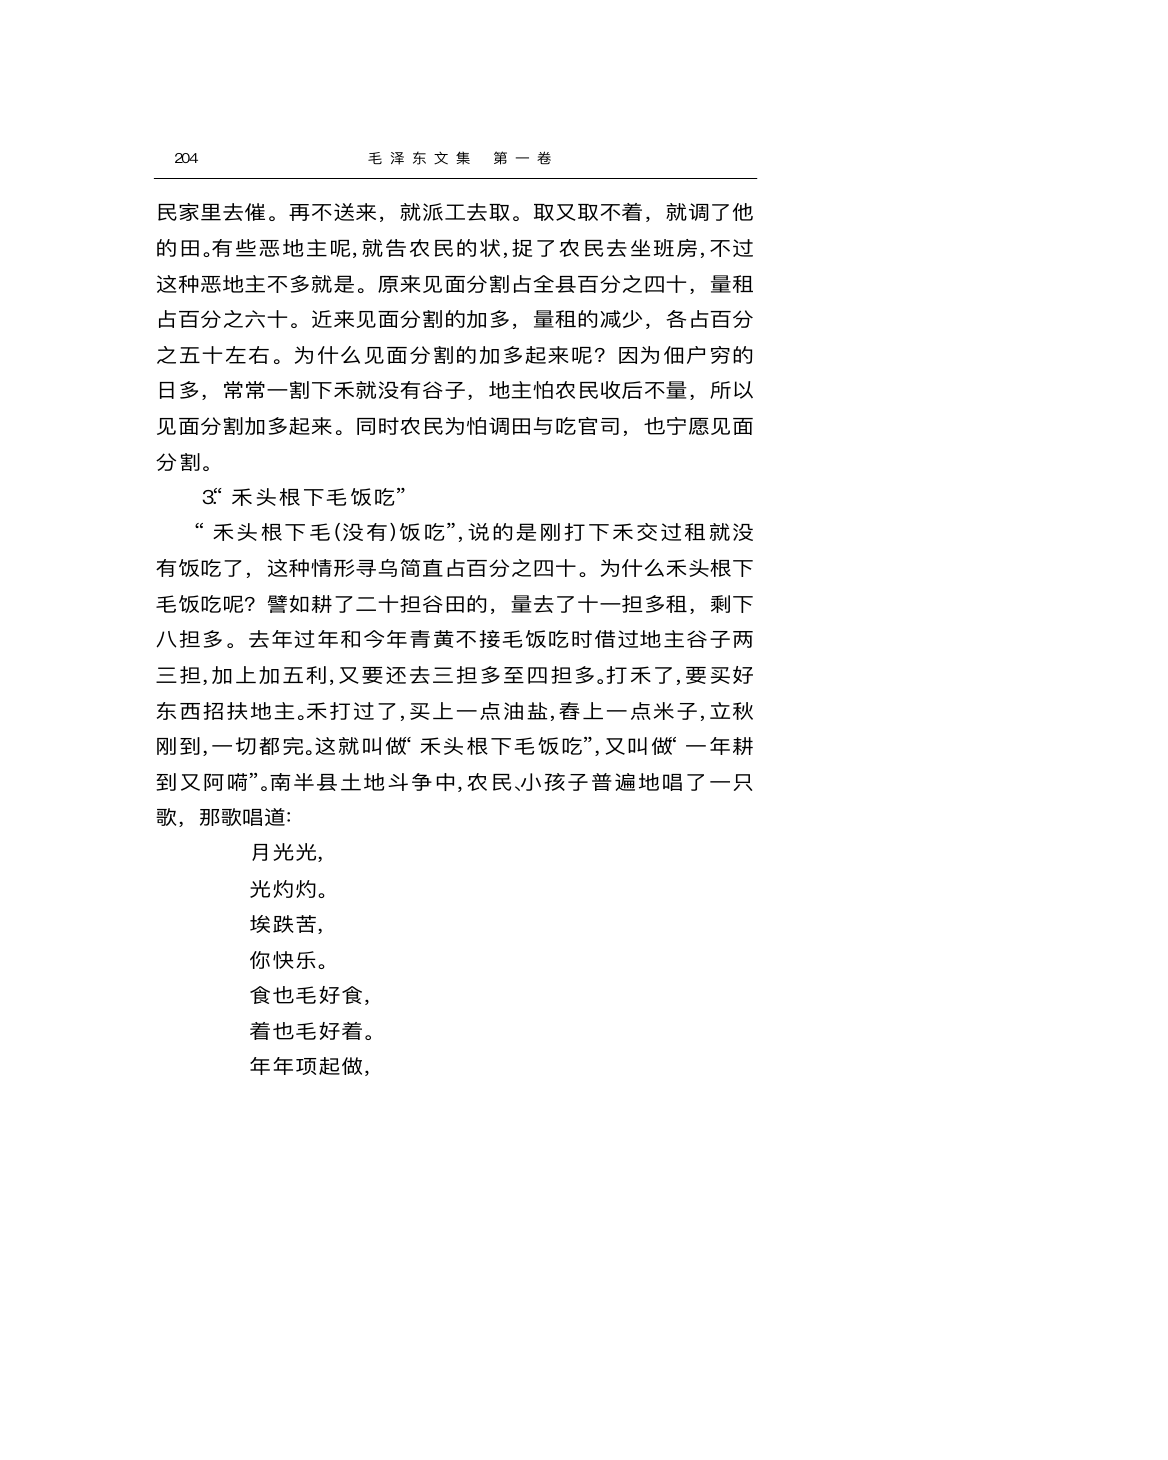 204 毛泽东文集 第一卷
民家里去催。再不送来，就派工去取。取又取不着，就调了他
的田。有些恶地主呢，就告农民的状，捉了农民去坐班房，不过
这种恶地主不多就是。原来见面分割占全县百分之四十，量租
占百分之六十。近来见面分割的加多，量租的减少，各占百分
之五十左右。为什么见面分割的加多起来呢？因为佃户穷的
日多，常常一割下禾就没有谷子，地主怕农民收后不量，所以
见面分割加多起来。同时农民为怕调田与吃官司，也宁愿见面
分割。
3.“禾头根下毛饭吃”
“禾头根下毛(没有)饭吃”，说的是刚打下禾交过租就没
有饭吃了，这种情形寻乌简直占百分之四十。为什么禾头根下
毛饭吃呢？譬如耕了二十担谷田的，量去了十一担多租，剩下
八担多。去年过年和今年青黄不接毛饭吃时借过地主谷子两
三担，加上加五利，又要还去三担多至四担多。打禾了，要买好
东西招扶地主。禾打过了，买上一点油盐，舂上一点米子，立秋
刚到，一切都完。这就叫做“禾头根下毛饭吃”，又叫做“一年耕
到又阿嗬”。南半县土地斗争中，农民、小孩子普遍地唱了一只
歌，那歌唱道：
月光光，
光灼灼。
埃跌苦，
你快乐。
食也毛好食，
着也毛好着。
年年项起做，